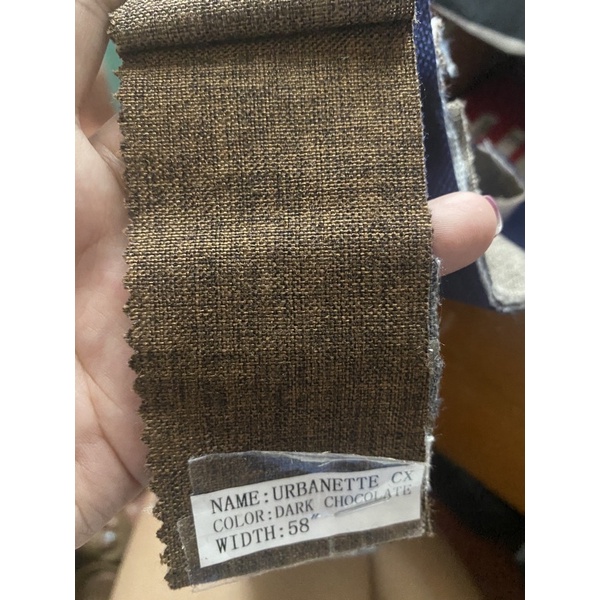 NAME:URBANETTE CX
COLOR:DARK CHOCOLATE
WIDTH:58"